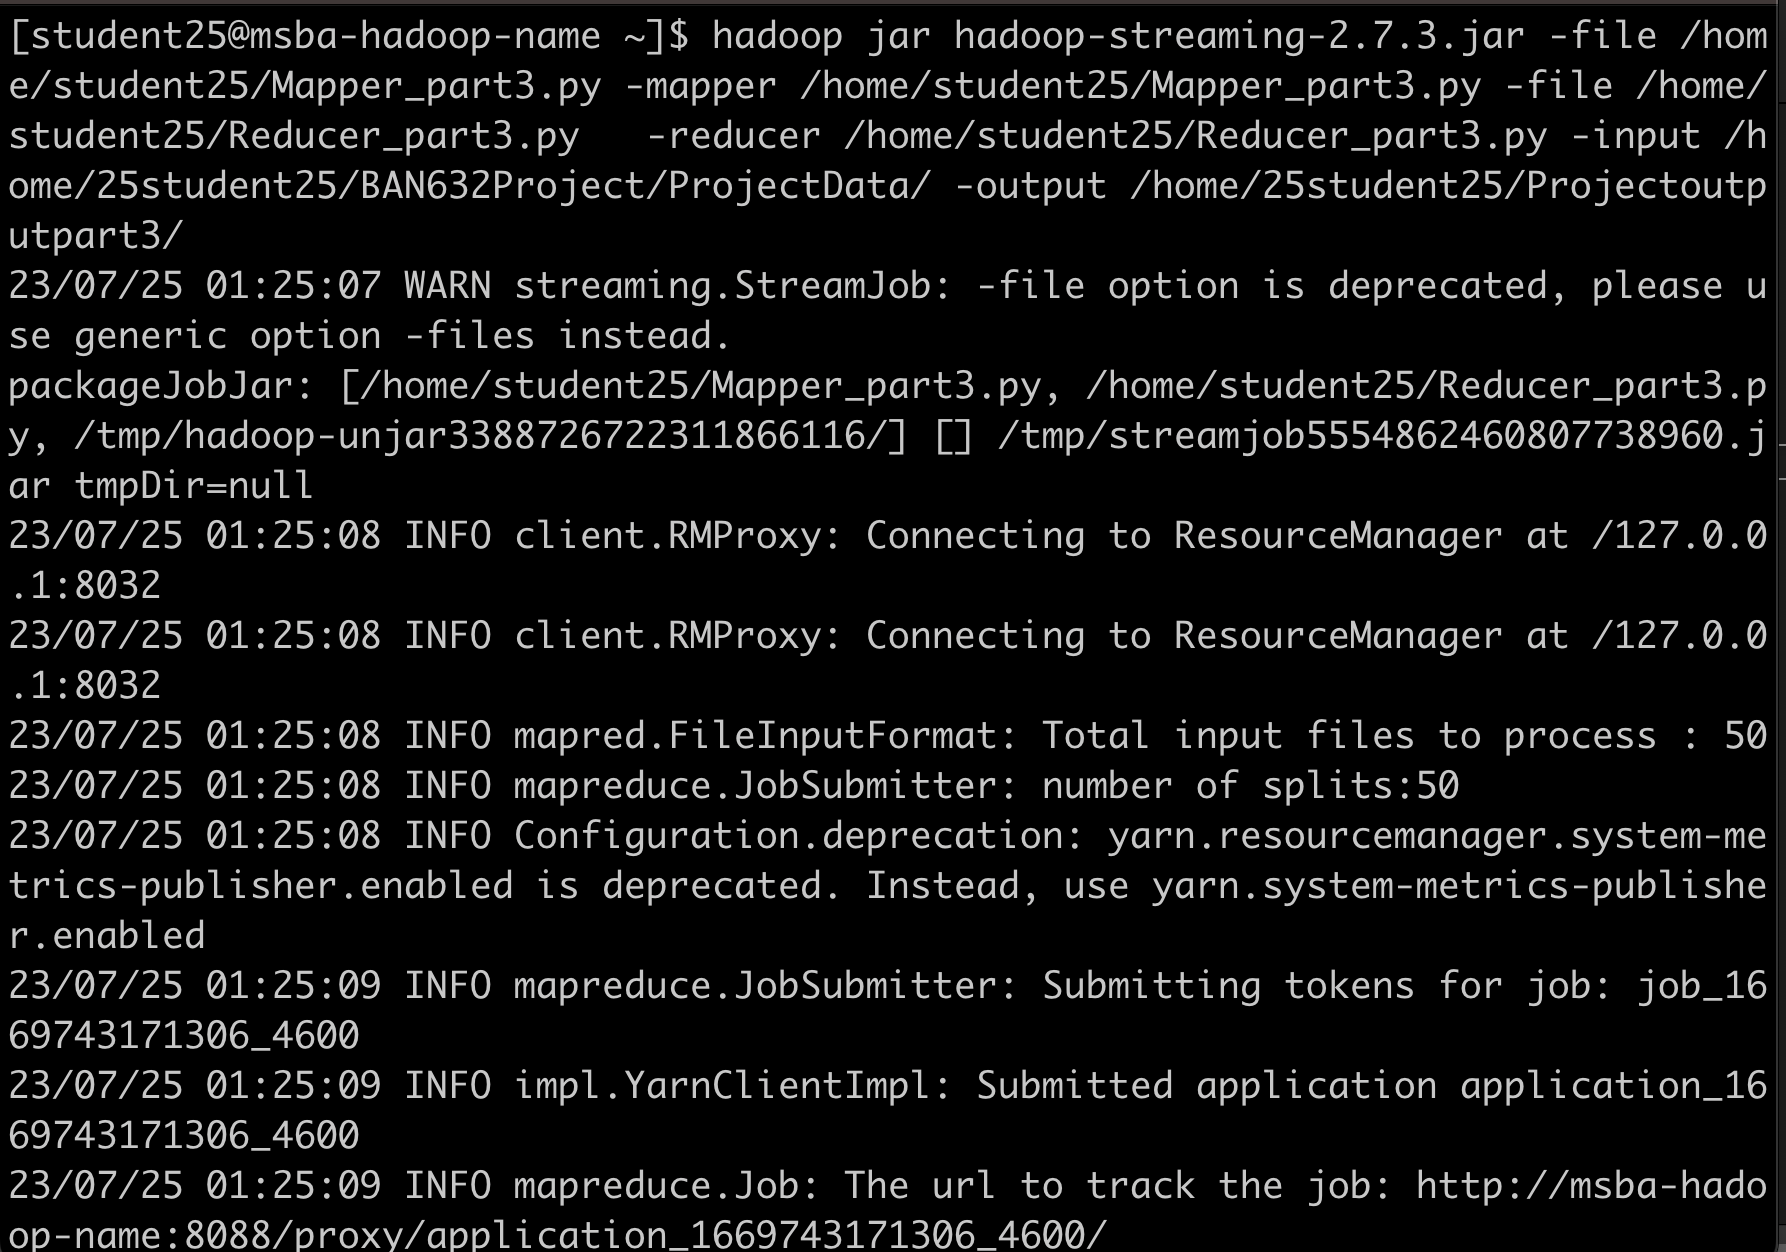 [student25@msba-hadoop-name ~]$ hadoop jar hadoop-streaming-2.7.3.jar -file /hom
e/student25/Mapper_part3.py -mapper /home/student25/Mapper_part3.py -file /home/
student25/Reducer_part3.py   -reducer /home/student25/Reducer_part3.py -input /h
ome/25student25/BAN632Project/ProjectData/ -output /home/25student25/Projectoutp
utpart3/
23/07/25 01:25:07 WARN streaming.StreamJob: -file option is deprecated, please u
se generic option -files instead.
packageJobJar: [/home/student25/Mapper_part3.py, /home/student25/Reducer_part3.p
y, /tmp/hadoop-unjar3388726722311866116/] [] /tmp/streamjob5554862460807738960.j
ar tmpDir=null
23/07/25 01:25:08 INFO client.RMProxy: Connecting to ResourceManager at /127.0.0
.1:8032
23/07/25 01:25:08 INFO client.RMProxy: Connecting to ResourceManager at /127.0.0
.1:8032
23/07/25 01:25:08 INFO mapred.FileInputFormat: Total input files to process : 50
23/07/25 01:25:08 INFO mapreduce.JobSubmitter: number of splits:50
23/07/25 01:25:08 INFO Configuration.deprecation: yarn.resourcemanager.system-me
trics-publisher.enabled is deprecated. Instead, use yarn.system-metrics-publishe
r.enabled
23/07/25 01:25:09 INFO mapreduce.JobSubmitter: Submitting tokens for job: job_16
69743171306_4600
23/07/25 01:25:09 INFO impl.YarnClientImpl: Submitted application application_16
69743171306_4600
23/07/25 01:25:09 INFO mapreduce.Job: The url to track the job: http://msba-hado
op-name:8088/proxy/application_1669743171306_4600/